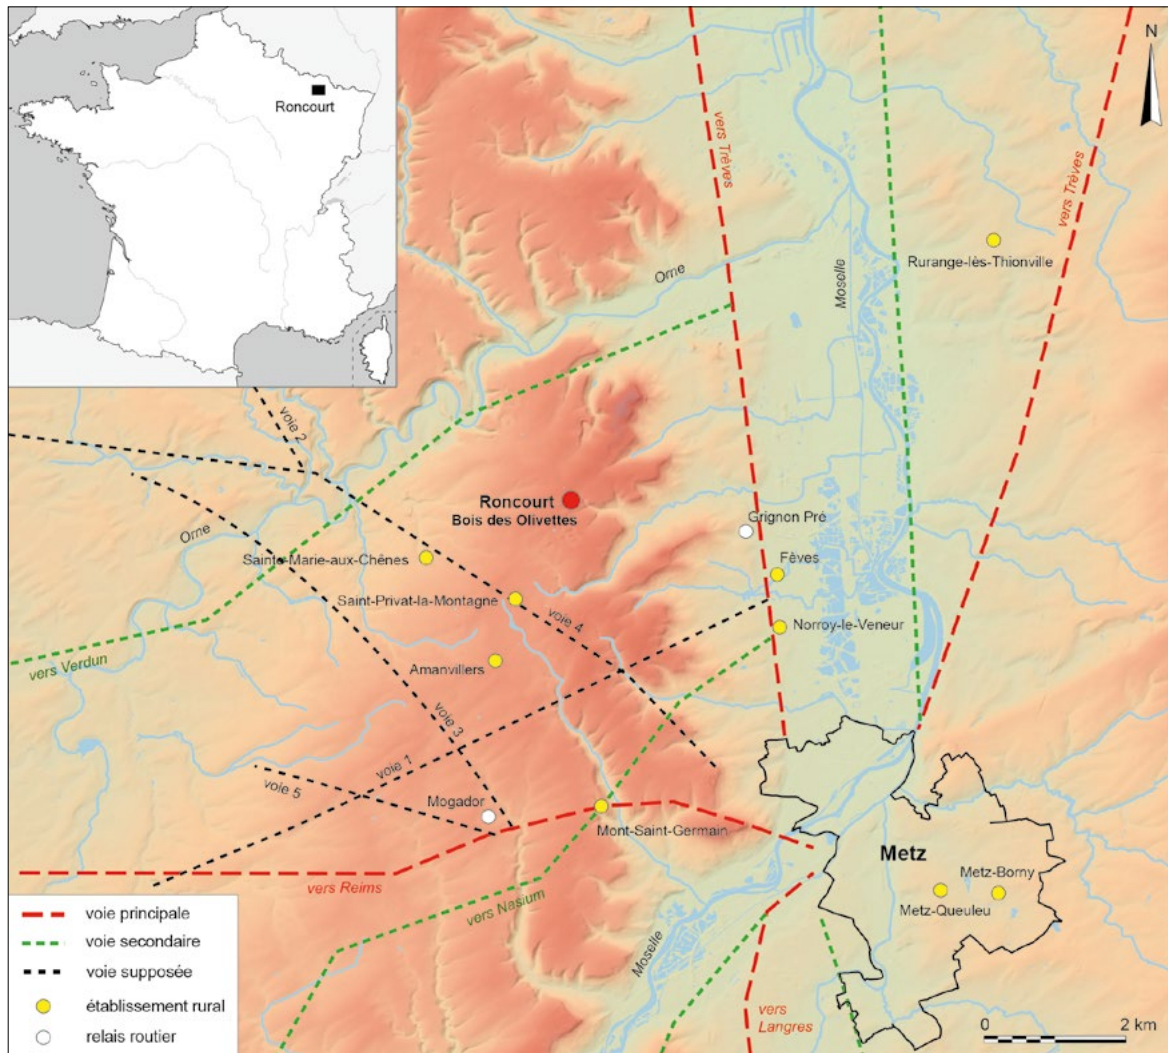 Roncourt
N
vers Trèves
vers Trèves
Rurange-lès-Thionville
Orne
Moselle
voie 2
Roncourt
Bois des Olivettes
Grignon Pré
Orne
Sainte-Marie-aux-Chênes
Fèves
Saint-Privat-la-Montagne
voie 4
Norroy-le-Veneur
vers Verdun
Amanvillers
voie 3
voie 1
voie 5
Mogador
Mont-Saint-Germain
Metz
Metz-Borny
Metz-Queuleu
vers Reims
vers Nasium
Moselle
vers
Langres
voie principale
voie secondaire
voie supposée
établissement rural
relais routier
0
2 km